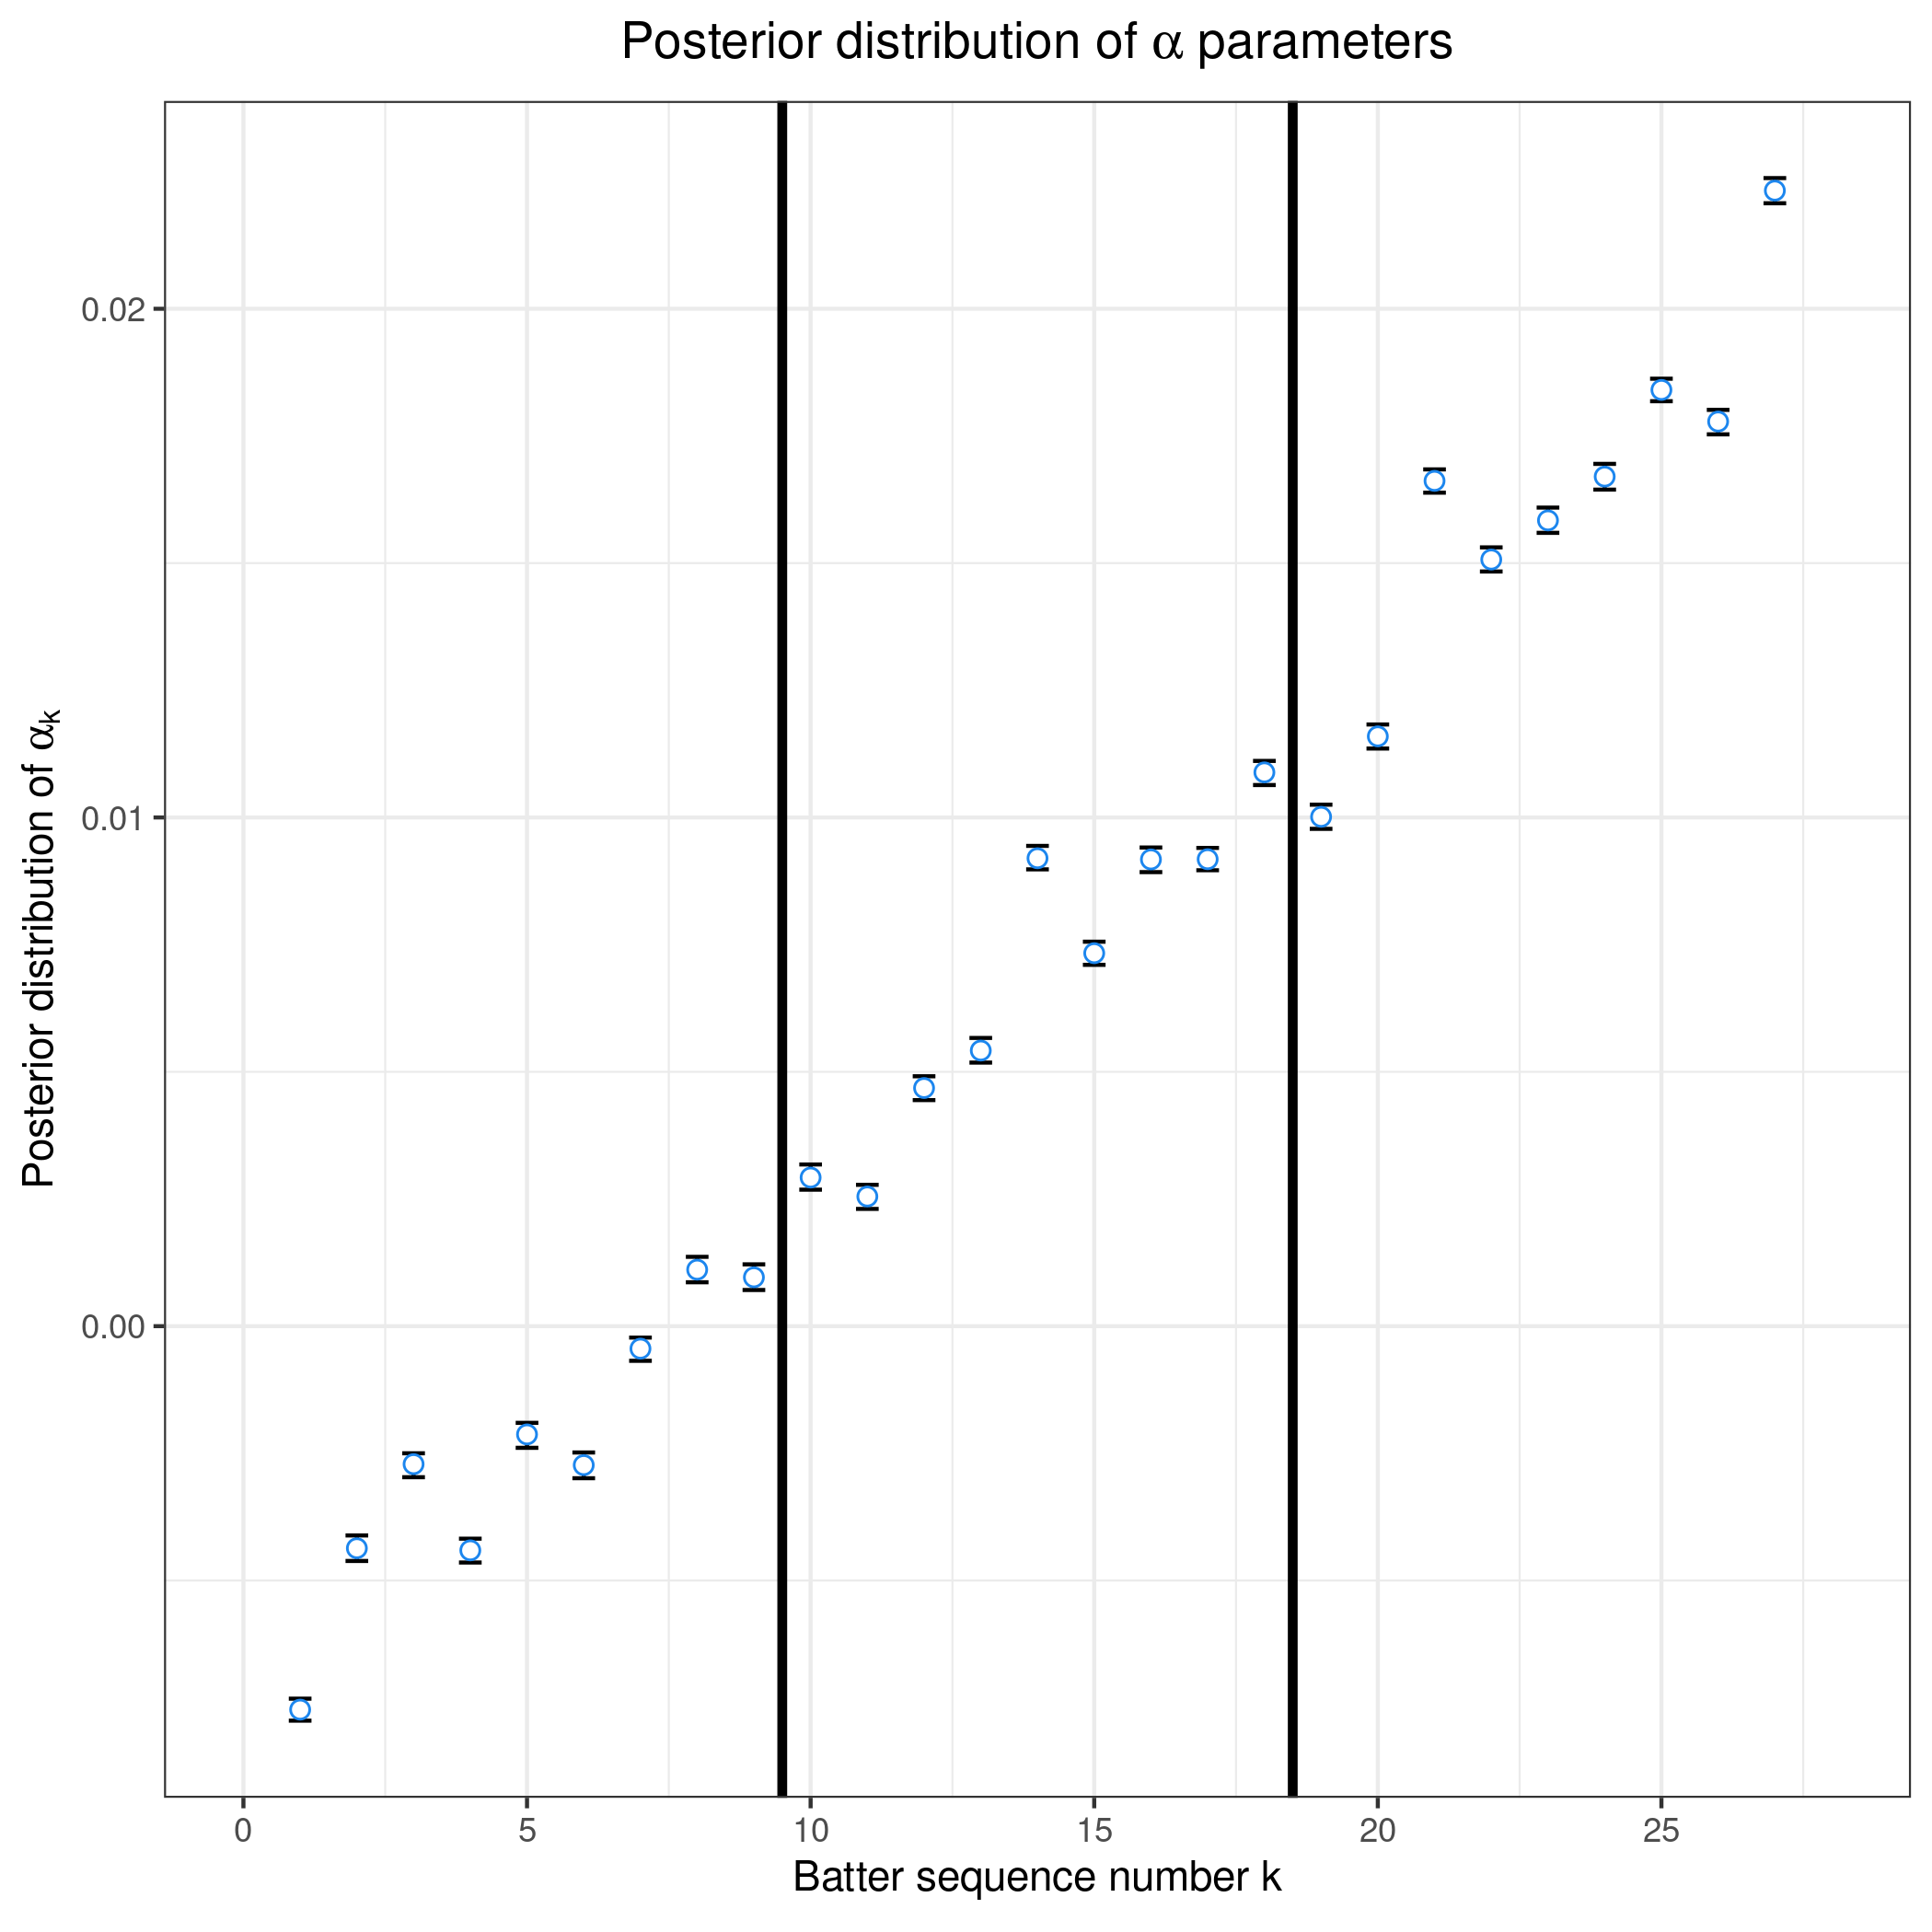 Posterior distribution of α parameters
Posterior distribution of αk
0.02
0.01
0.00
0 5 10 15 20 25
Batter sequence number k